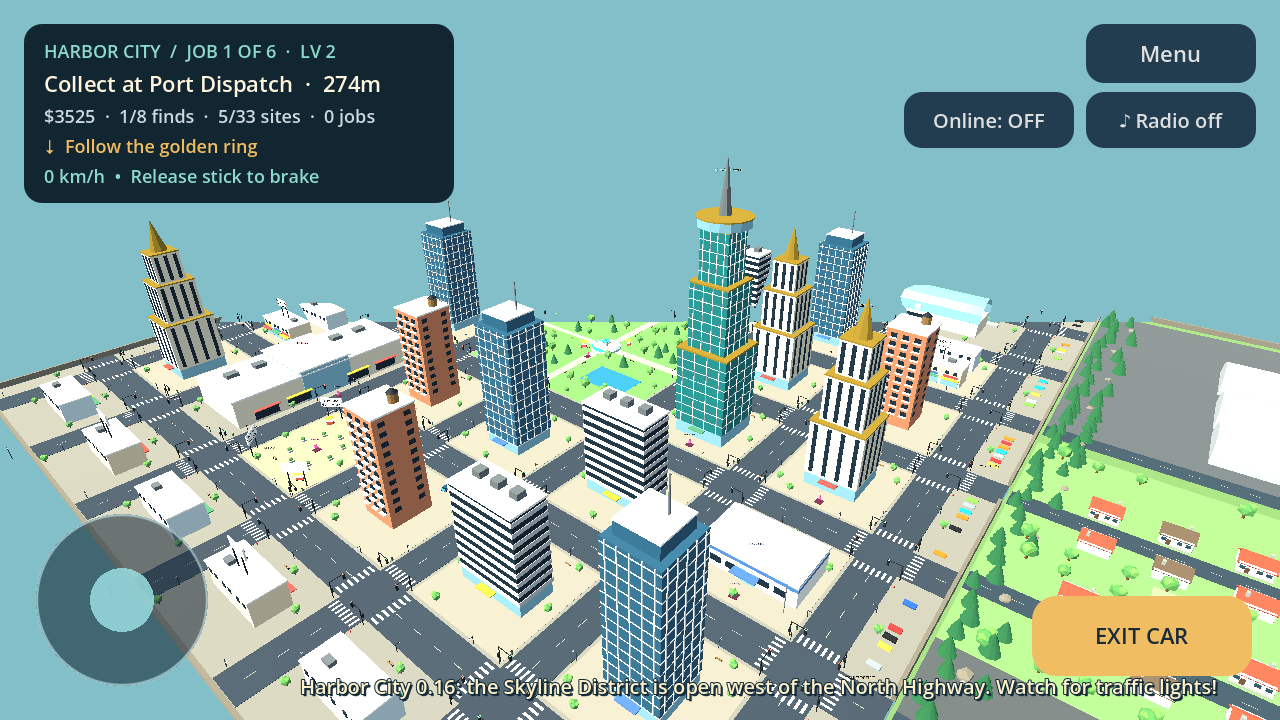 HARBOR CITY / JOB 1 OF 6 · LV 2
Collect at Port Dispatch · 274m
$3525 · 1/8 finds · 5/33 sites · 0 jobs
↓ Follow the golden ring
0 km/h • Release stick to brake
Menu
Online: OFF
♪ Radio off
EXIT CAR
Harbor City 0.16: the Skyline District is open west of the North Highway. Watch for traffic lights!